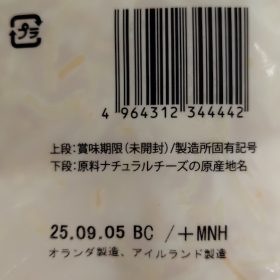 プラ
4 964312 344442
上段:賞味期限(未開封)/製造所固有記号
下段:原料ナチュラルチーズの原産地名
25.09.05 BC /+MNH
オランダ製造、アイルランド製造